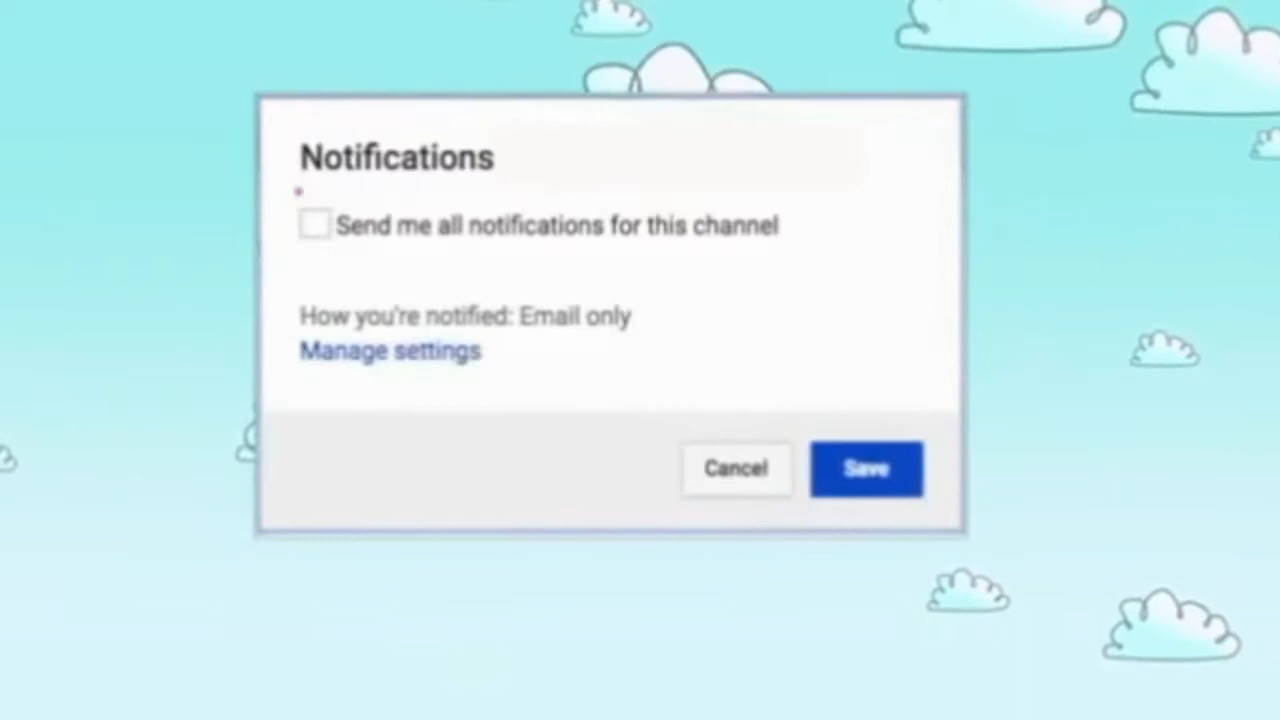 Notifications
Send me all notifications for this channel
How you're notified: Email only
Manage settings
Cancel Save